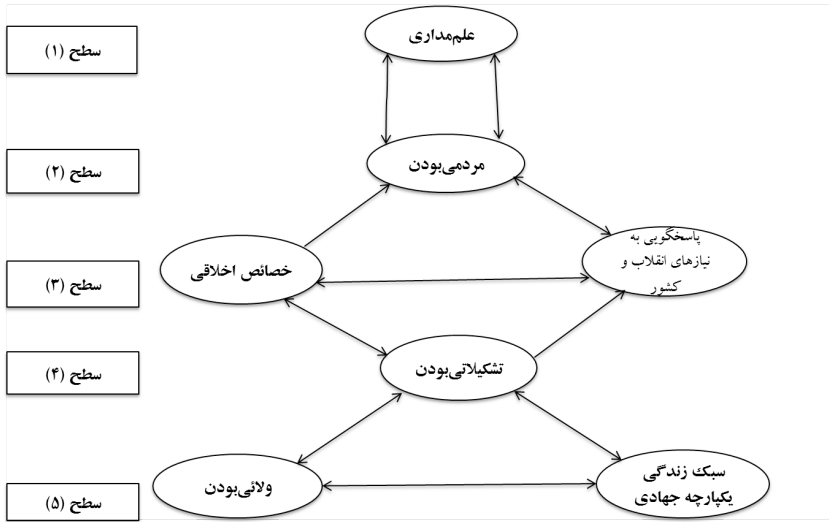 سطح (۱)
علم‌مداری
سطح (۲)
مردمی‌بودن
سطح (۳)
خصائص اخلاقی
پاسخگویی به
نیازهای انقلاب و
کشور
سطح (۴)
تشکیلاتی‌بودن
سطح (۵)
ولائی‌بودن
سبک زندگی
یکپارچه جهادی